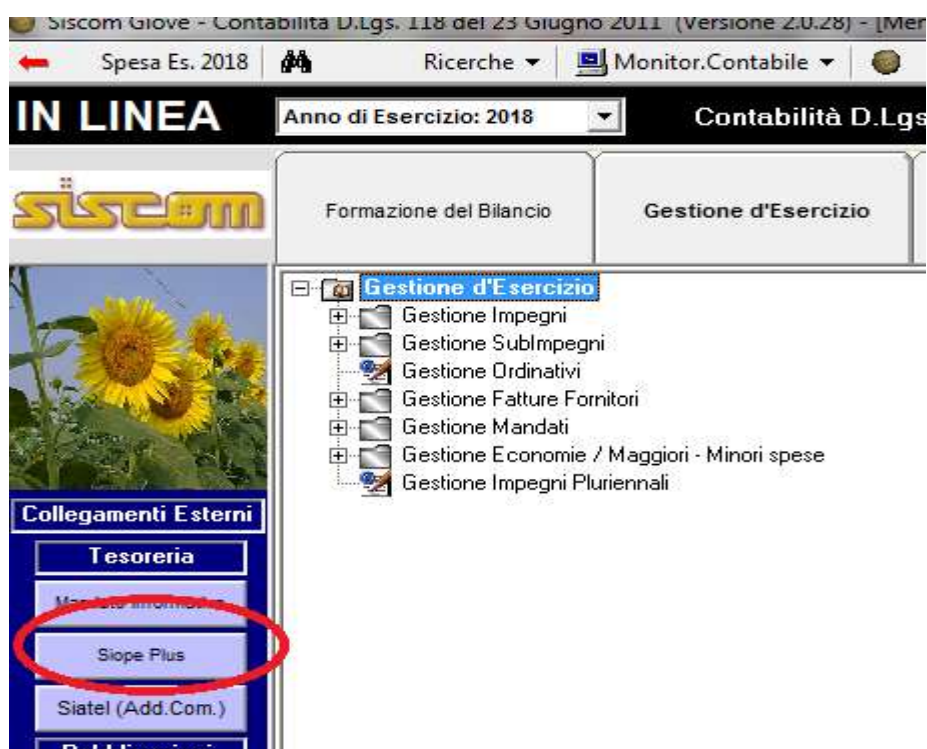 Siscom Giove - Contabilità D.Lgs. 118 del 23 Giugno 2011 (Versione 2.0.28) - [Men
Spesa Es. 2018 Ricerche Monitor.Contabile
IN LINEA Anno di Esercizio: 2018 Contabilità D.Lgs
siscom
Formazione del Bilancio Gestione d'Esercizio
Gestione d'Esercizio
Gestione Impegni
Gestione SubImpegni
Gestione Ordinativi
Gestione Fatture Fornitori
Gestione Mandati
Gestione Economie / Maggiori - Minori spese
Gestione Impegni Pluriennali
Collegamenti Esterni
Tesoreria
Mandato Informatico
Siope Plus
Siatel (Add.Com.)